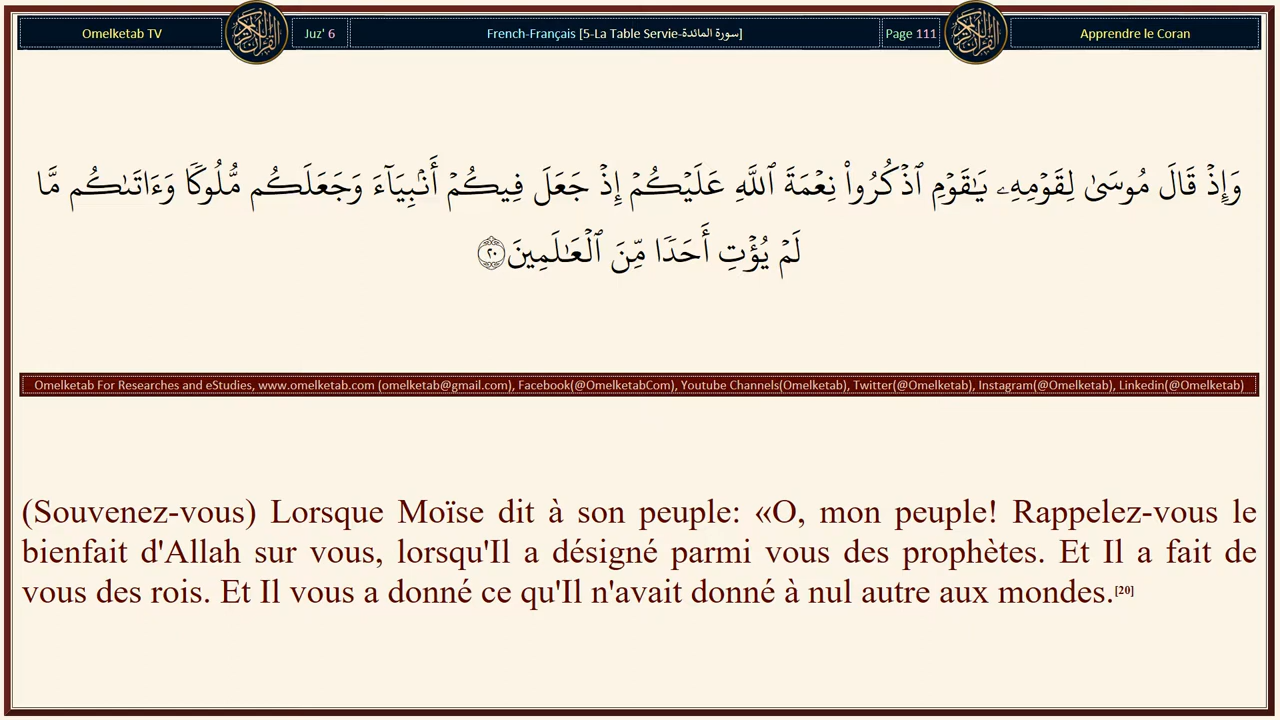 Omelketab TV
Juz' 6
French-Français [5-La Table Servie-سورة المائدة]
Page 111
Apprendre le Coran
وَإِذۡ قَالَ مُوسَىٰ لِقَوۡمِهِۦ يَٰقَوۡمِ ٱذۡكُرُواْ نِعۡمَةَ ٱللَّهِ عَلَيۡكُمۡ إِذۡ جَعَلَ فِيكُمۡ أَنۢبِيَآءَ وَجَعَلَكُم مُّلُوكٗا وَءَاتَىٰكُم مَّا
لَمۡ يُؤۡتِ أَحَدٗا مِّنَ ٱلۡعَٰلَمِينَ ٢٠
Omelketab For Researches and eStudies, www.omelketab.com (omelketab@gmail.com), Facebook(@OmelketabCom), Youtube Channels(Omelketab), Twitter(@Omelketab), Instagram(@Omelketab), Linkedin(@Omelketab)
(Souvenez-vous) Lorsque Moïse dit à son peuple: «O, mon peuple! Rappelez-vous le
bienfait d'Allah sur vous, lorsqu'Il a désigné parmi vous des prophètes. Et Il a fait de
vous des rois. Et Il vous a donné ce qu'Il n'avait donné à nul autre aux mondes.[20]